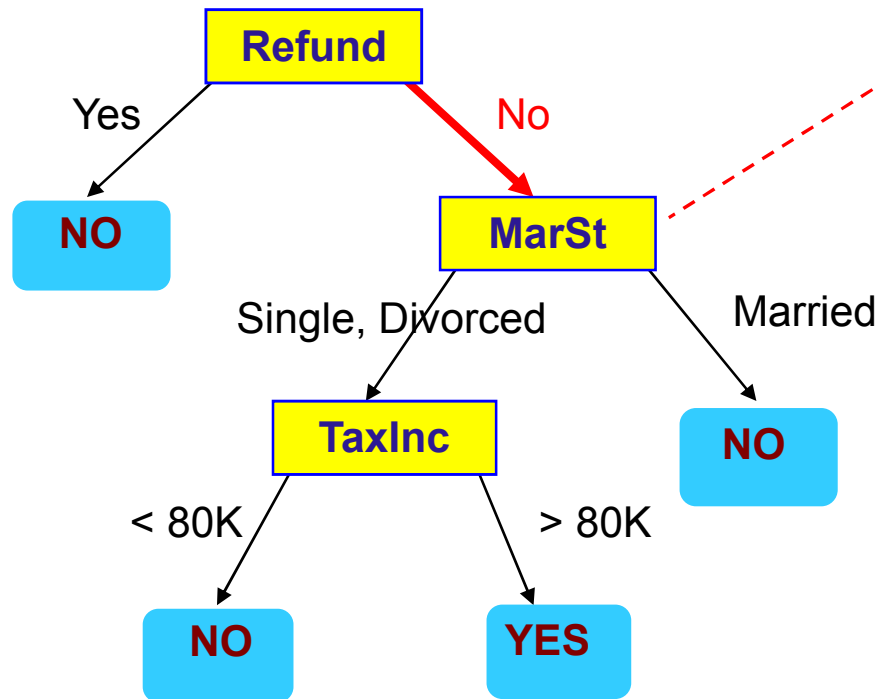 Refund
Yes
No
NO
MarSt
Single, Divorced
Married
TaxInc
NO
< 80K
> 80K
NO
YES